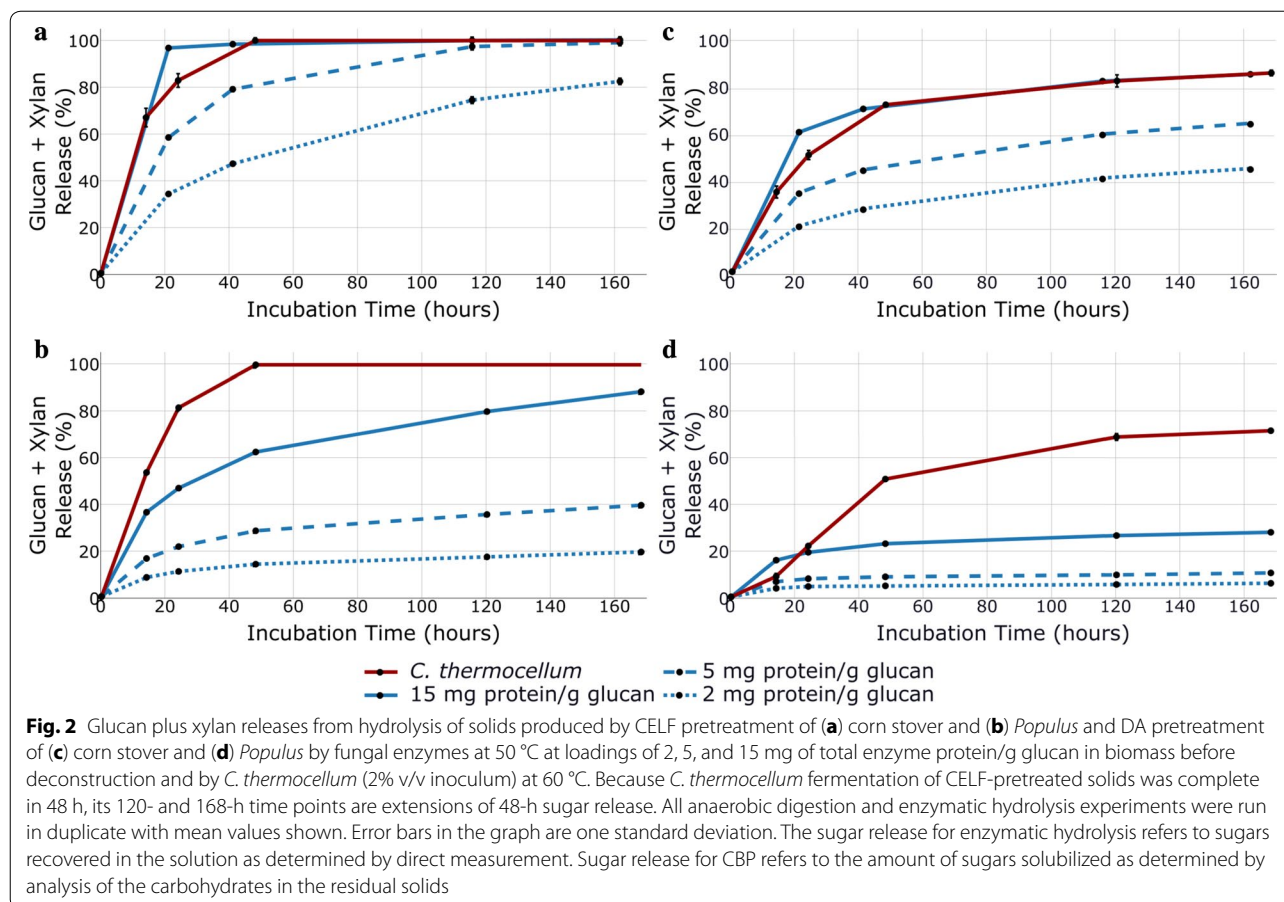 a
Glucan + Xylan
Release (%)
100
80
60
40
20
0
0 20 40 60 80 100 120 140 160
Incubation Time (hours)
c
Glucan + Xylan
Release (%)
100
80
60
40
20
0
0 20 40 60 80 100 120 140 160
Incubation Time (hours)
b
Glucan + Xylan
Release (%)
100
80
60
40
20
0
0 20 40 60 80 100 120 140 160
Incubation Time (hours)
d
Glucan + Xylan
Release (%)
100
80
60
40
20
0
0 20 40 60 80 100 120 140 160
Incubation Time (hours)
C. thermocellum
5 mg protein/g glucan
15 mg protein/g glucan
2 mg protein/g glucan
Fig. 2 Glucan plus xylan releases from hydrolysis of solids produced by CELF pretreatment of (a) corn stover and (b) Populus and DA pretreatment
of (c) corn stover and (d) Populus by fungal enzymes at 50 °C at loadings of 2, 5, and 15 mg of total enzyme protein/g glucan in biomass before
deconstruction and by C. thermocellum (2% v/v inoculum) at 60 °C. Because C. thermocellum fermentation of CELF-pretreated solids was complete
in 48 h, its 120- and 168-h time points are extensions of 48-h sugar release. All anaerobic digestion and enzymatic hydrolysis experiments were run
in duplicate with mean values shown. Error bars in the graph are one standard deviation. The sugar release for enzymatic hydrolysis refers to sugars
recovered in the solution as determined by direct measurement. Sugar release for CBP refers to the amount of sugars solubilized as determined by
analysis of the carbohydrates in the residual solids